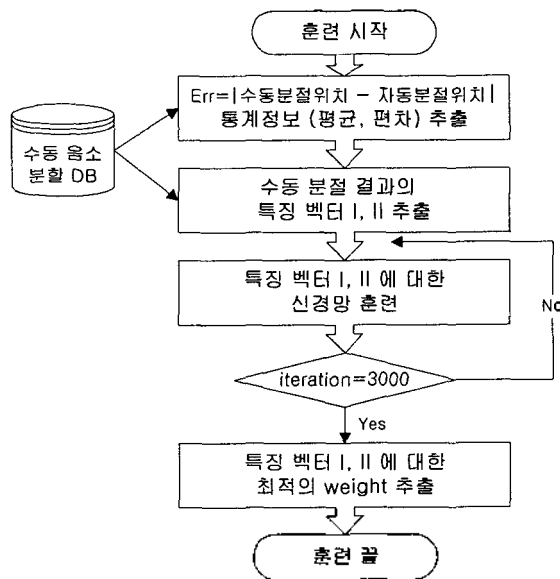 훈련 시작
Err=|수동분절위치 - 자동분절위치|
통계정보 (평균, 편차) 추출
수동 음소
분할 DB
수동 분절 결과의
특징 벡터 I, II 추출
특징 벡터 I, II 에 대한
신경망 훈련
No
iteration=3000
Yes
특징 벡터 I, II 에 대한
최적의 weight 추출
훈련 끝